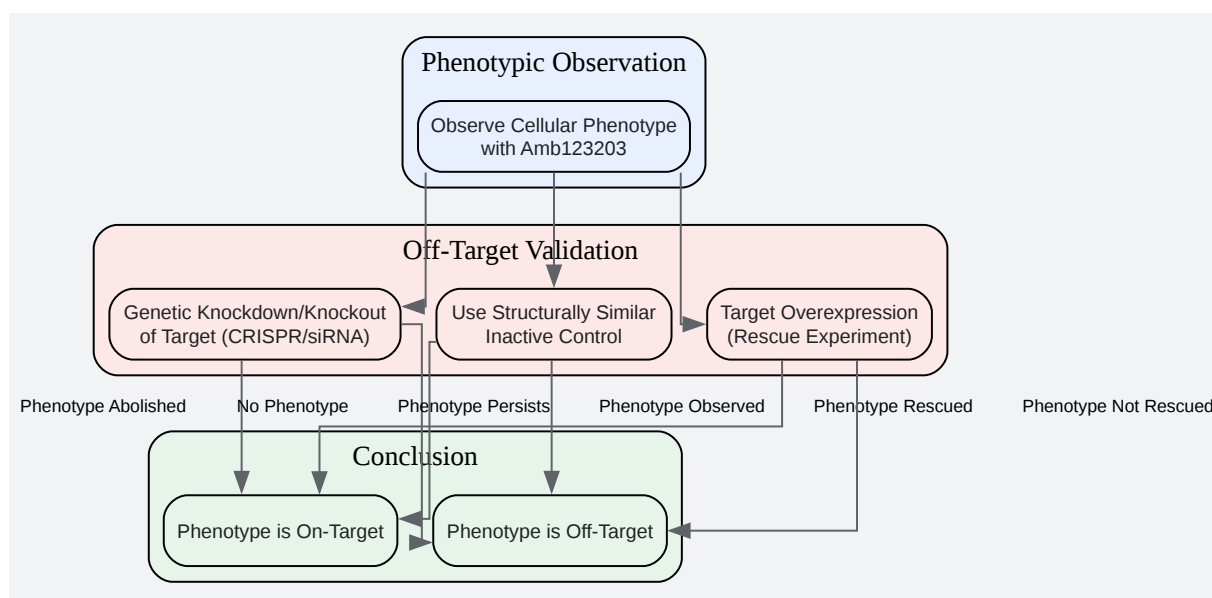 Phenotypic Observation
Observe Cellular Phenotype
with Amb123203
Off-Target Validation
Genetic Knockdown/Knockout
of Target (CRISPR/siRNA)
Use Structurally Similar
Inactive Control
Target Overexpression
(Rescue Experiment)
Phenotype Abolished
No Phenotype
Phenotype Persists
Phenotype Observed
Phenotype Rescued
Phenotype Not Rescued
Conclusion
Phenotype is On-Target
Phenotype is Off-Target